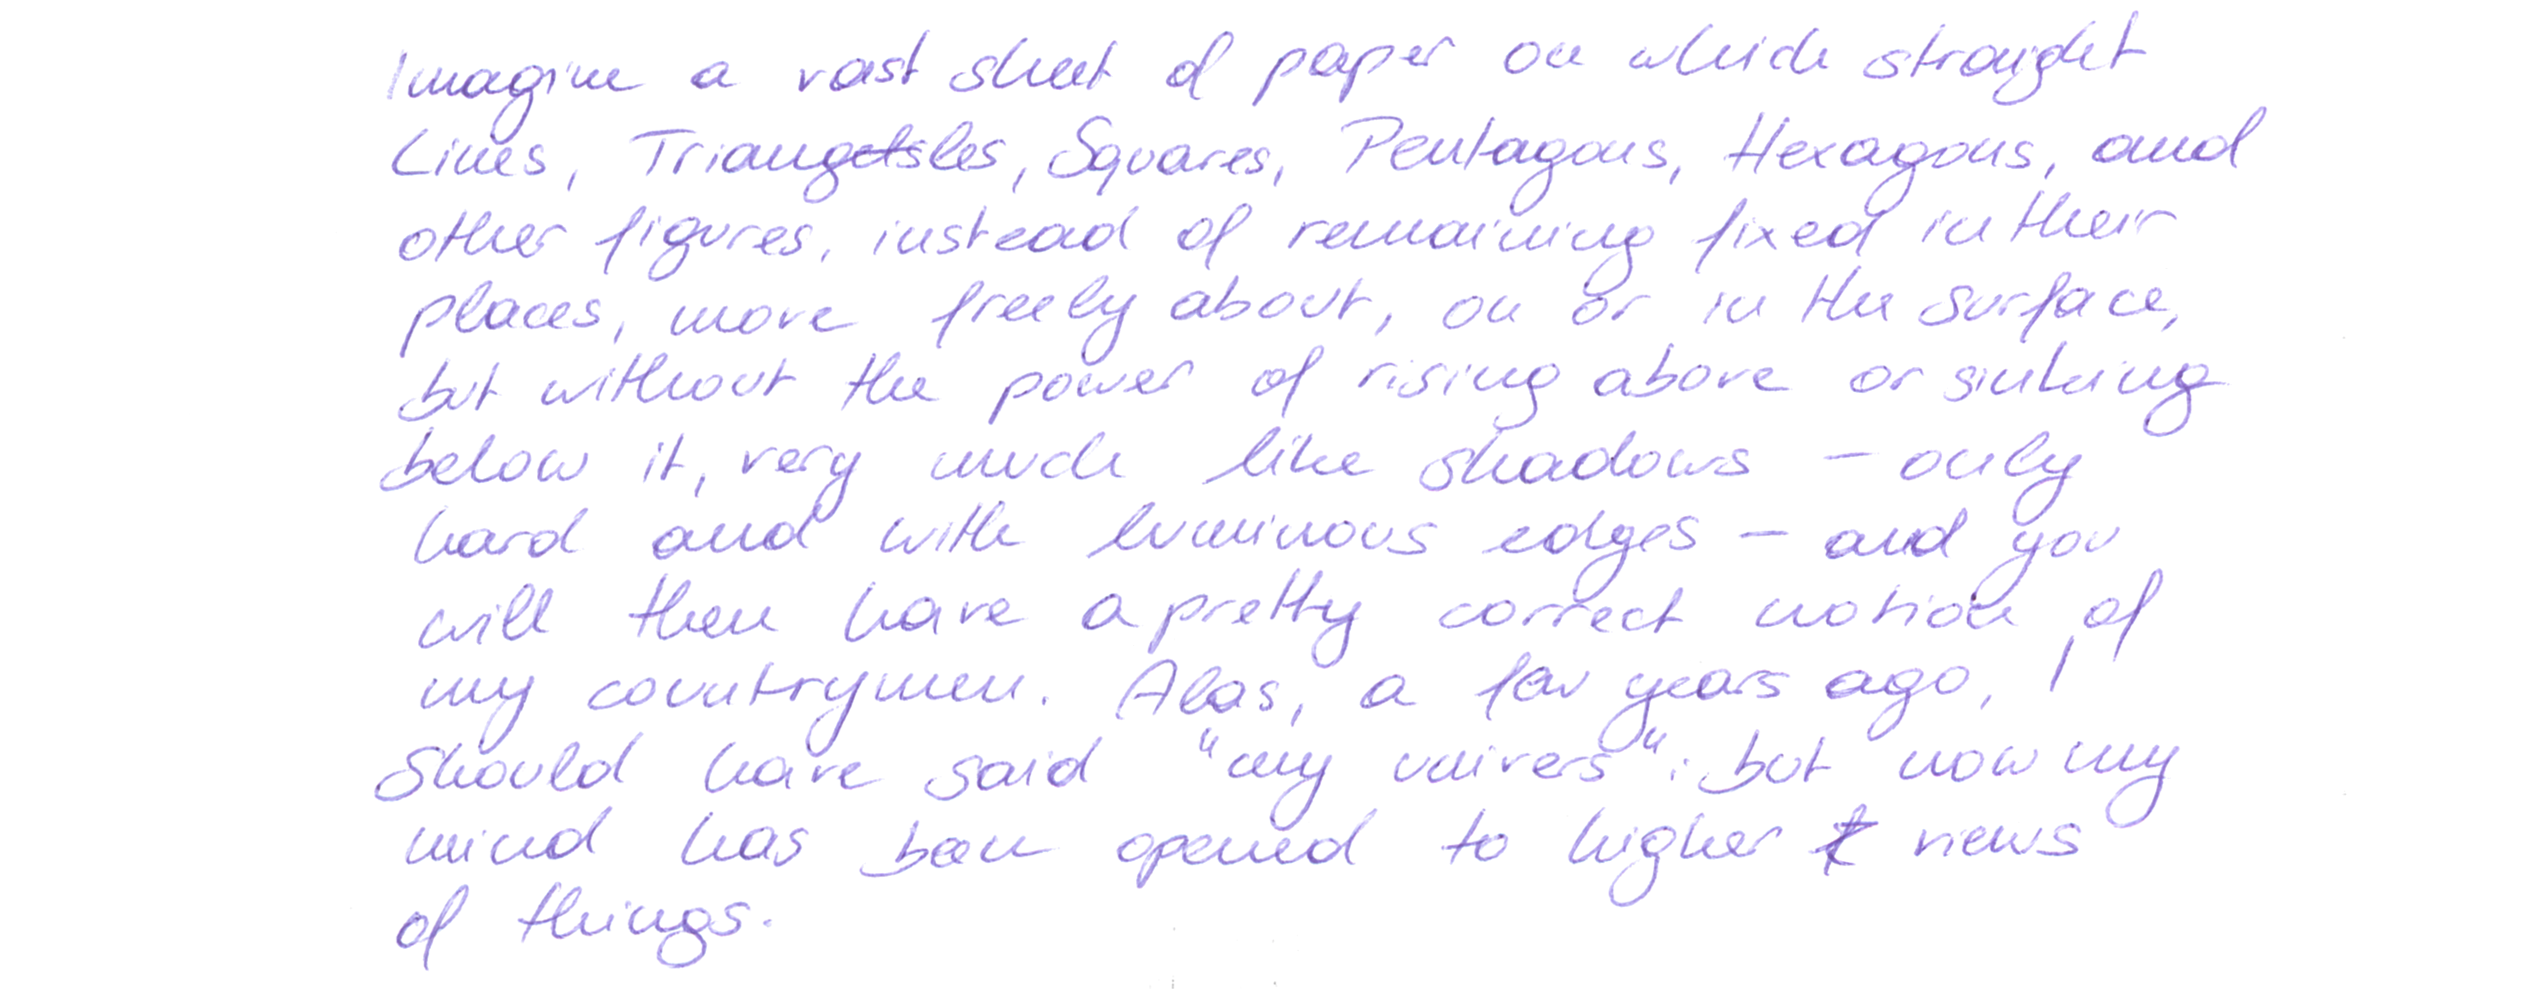 Imagine a vast sheet of paper on which straight
Lines, Triangles, Squares, Pentagons, Hexagons, and
other figures, instead of remaining fixed in their
places, move freely about, on or in the surface,
but without the power of rising above or sinking
below it, very much like shadows – only
hard and with luminous edges – and you
will then have a pretty correct notion of
my countrymen. Alas, a few years ago, I
should have said "my univers": but now my
mind has been opened to higher views
of things.